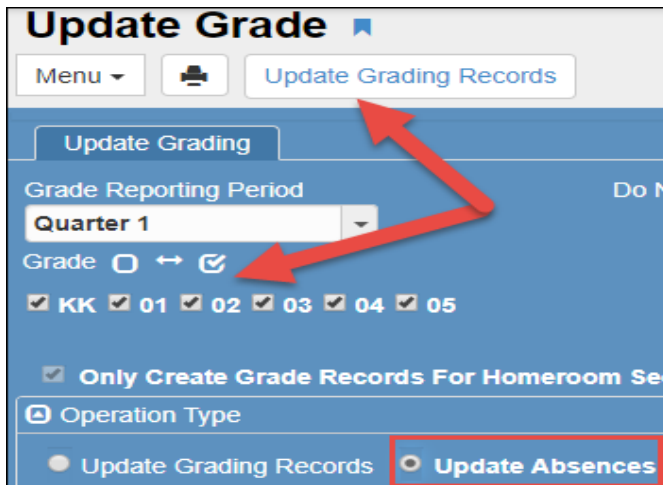 Update Grade
Menu Update Grading Records
Update Grading
Grade Reporting Period Do
Quarter 1
Grade
KK 01 02 03 04 05
Only Create Grade Records For Homeroom
Operation Type
Update Grading Records Update Absences